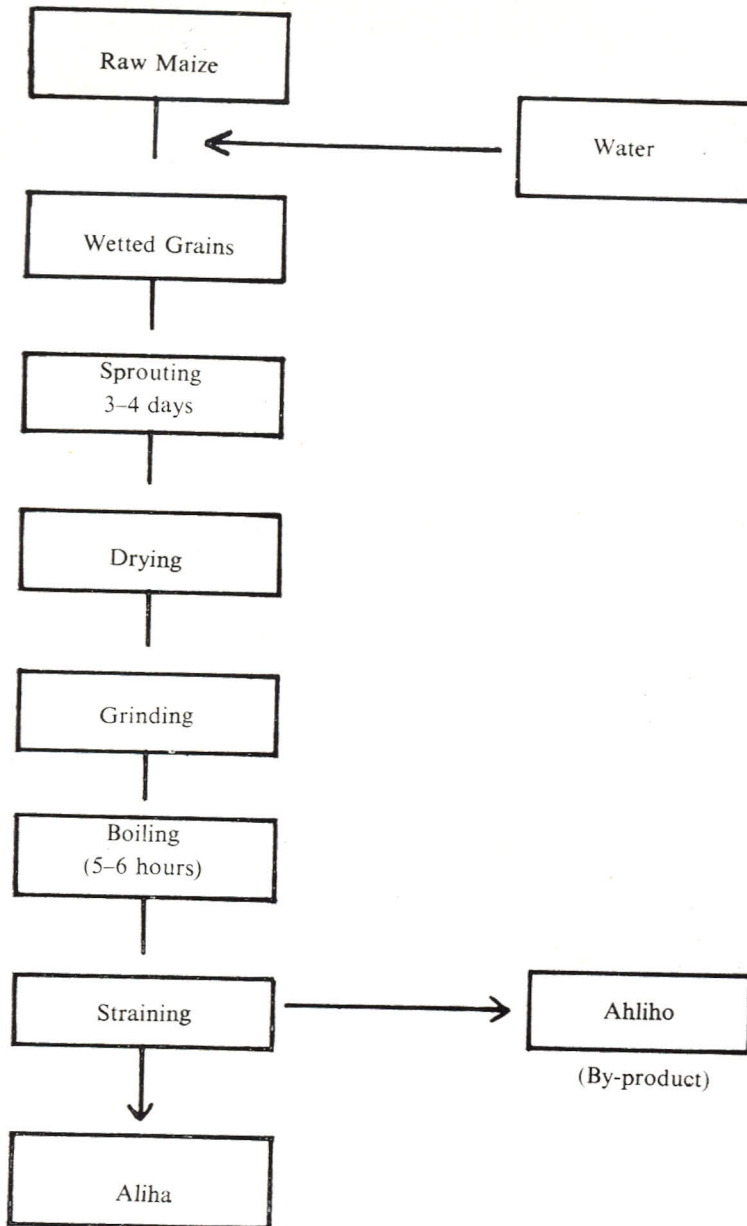 Raw Maize
Water
Wetted Grains
Sprouting
3–4 days
Drying
Grinding
Boiling
(5–6 hours)
Straining
Ahliho
(By-product)
Aliha